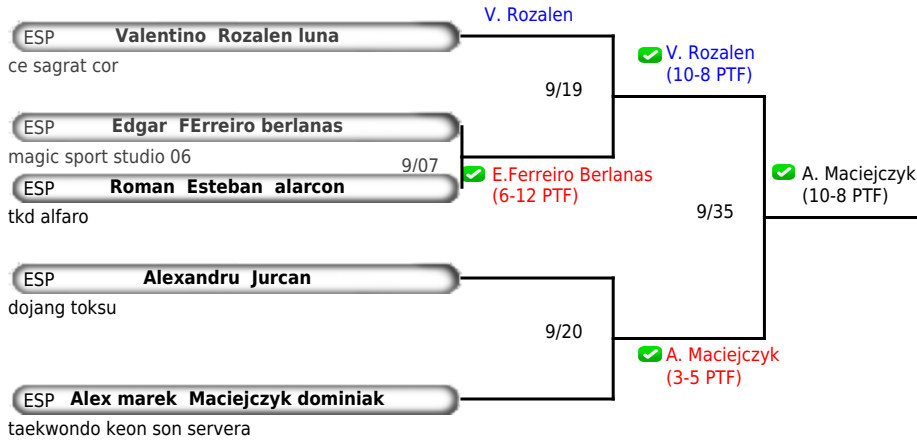 V. Rozalen
ESP Valentino Rozalen luna
ce sagrat cor
V. Rozalen
(10-8 PTF)
9/19
ESP Edgar FErreiro berlanas
magic sport studio 06
9/07
E.Ferreiro Berlanas
(6-12 PTF)
ESP Roman Esteban alarcon
tkd alfaro
A. Maciejczyk
(10-8 PTF)
9/35
ESP Alexandru Jurcan
dojang toksu
9/20
A. Maciejczyk
(3-5 PTF)
ESP Alex marek Maciejczyk dominiak
taekwondo keon son servera